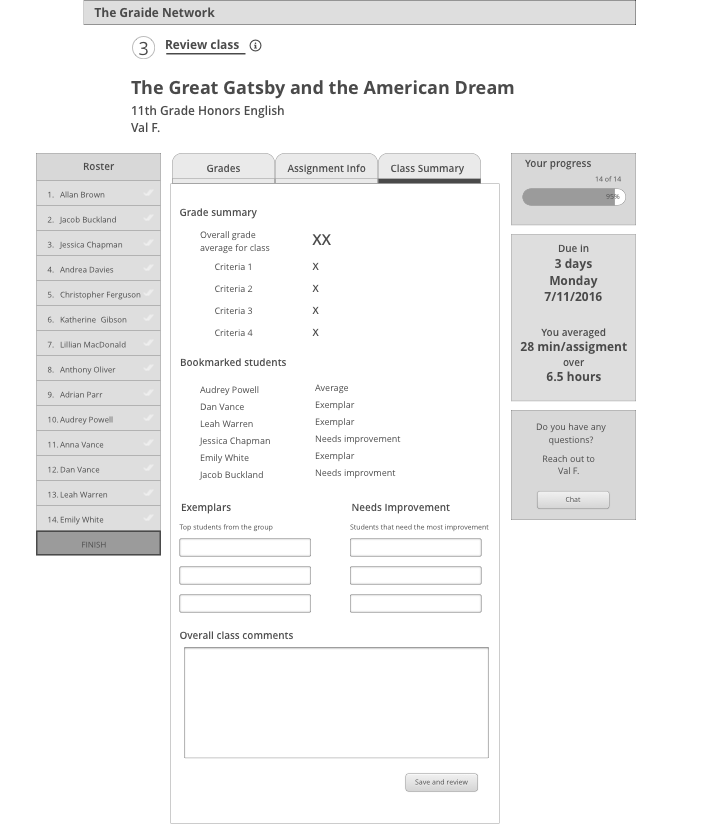 The Graide Network
3 Review class i
The Great Gatsby and the American Dream
11th Grade Honors English
Val F.
Roster
1. Allan Brown
2. Jacob Buckland
3. Jessica Chapman
4. Andrea Davies
5. Christopher Ferguson
6. Katherine Gibson
7. Lillian MacDonald
8. Anthony Oliver
9. Adrian Parr
10. Audrey Powell
11. Anna Vance
12. Dan Vance
13. Leah Warren
14. Emily White
FINISH
Grades Assignment Info Class Summary
Grade summary
Overall grade XX
average for class
Criteria 1 X
Criteria 2 X
Criteria 3 X
Criteria 4 X
Bookmarked students
Audrey Powell Average
Dan Vance Exemplar
Leah Warren Exemplar
Jessica Chapman Needs improvement
Emily White Exemplar
Jacob Buckland Needs improvment
Exemplars Needs Improvement
Top students from the group Students that need the most improvement
Overall class comments
Save and review
Your progress
14 of 14
99%
Due in
3 days
Monday
7/11/2016
You averaged
28 min/assigment
over
6.5 hours
Do you have any
questions?
Reach out to
Val F.
Chat